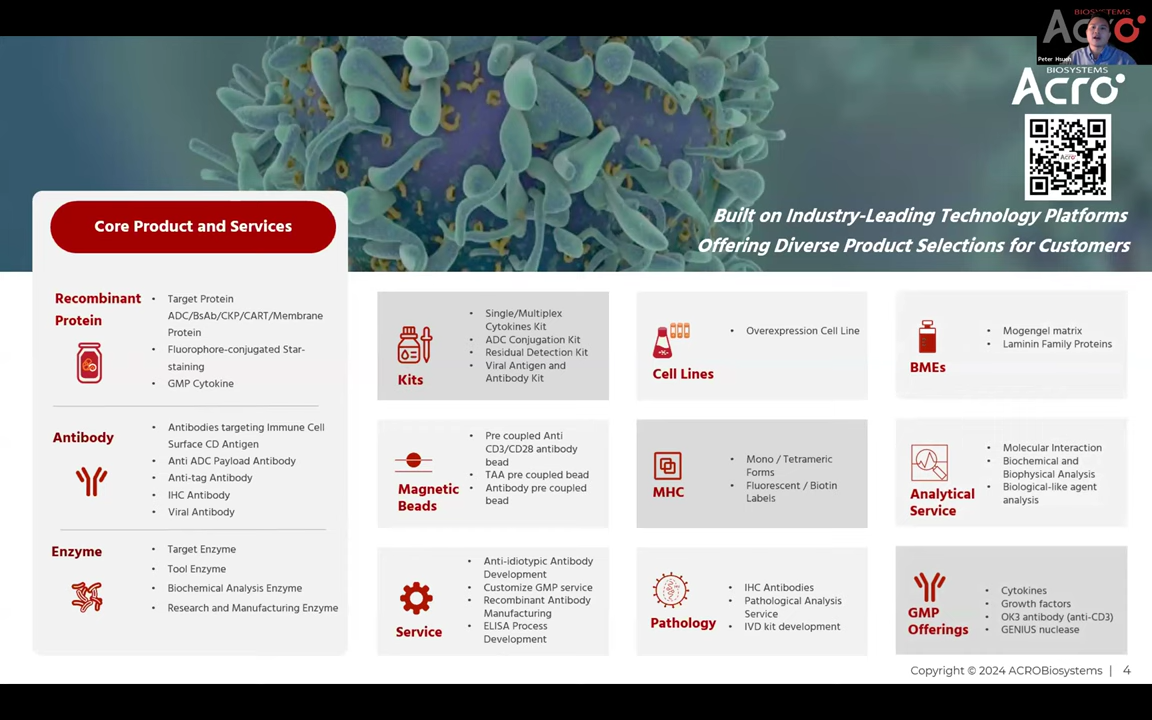 BIOSYSTEMS
Acro
Peter Hsueh
BIOSYSTEMS
Acro
Acro
Built on Industry-Leading Technology Platforms
Offering Diverse Product Selections for Customers
Core Product and Services
Recombinant
Protein
• Target Protein
ADC/BsAb/CKP/CART/Membrane
Protein
• Fluorophore-conjugated Star-
staining
• GMP Cytokine
Antibody
• Antibodies targeting Immune Cell
Surface CD Antigen
• Anti ADC Payload Antibody
• Anti-tag Antibody
• IHC Antibody
• Viral Antibody
Enzyme
• Target Enzyme
• Tool Enzyme
• Biochemical Analysis Enzyme
• Research and Manufacturing Enzyme
Kits
• Single/Multiplex
Cytokines Kit
• ADC Conjugation Kit
• Residual Detection Kit
• Viral Antigen and
Antibody Kit
Cell Lines
• Overexpression Cell Line
BMEs
• Mogengel matrix
• Laminin Family Proteins
Magnetic
Beads
• Pre coupled Anti
CD3/CD28 antibody
bead
• TAA pre coupled bead
• Antibody pre coupled
bead
MHC
• Mono / Tetrameric
Forms
• Fluorescent / Biotin
Labels
Analytical
Service
• Molecular Interaction
• Biochemical and
Biophysical Analysis
• Biological-like agent
analysis
Service
• Anti-idiotypic Antibody
Development
• Customize GMP service
• Recombinant Antibody
Manufacturing
• ELISA Process
Development
Pathology
• IHC Antibodies
• Pathological Analysis
Service
• IVD kit development
GMP
Offerings
• Cytokines
• Growth factors
• OK3 antibody (anti-CD3)
• GENIUS nuclease
Copyright © 2024 ACROBiosystems | 4